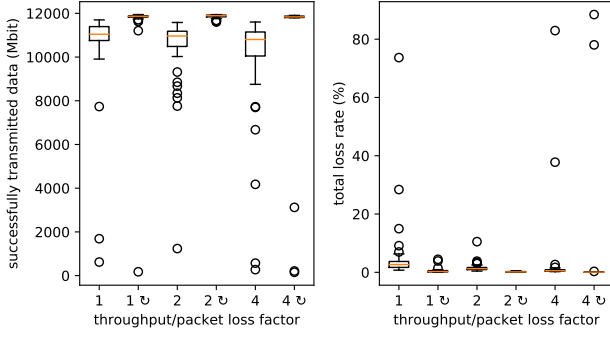 successfully transmitted data (Mbit)
12000
10000
8000
6000
4000
2000
0
1 1 ↻ 2 2 ↻ 4 4 ↻
throughput/packet loss factor
total loss rate (%)
80
60
40
20
0
1 1 ↻ 2 2 ↻ 4 4 ↻
throughput/packet loss factor